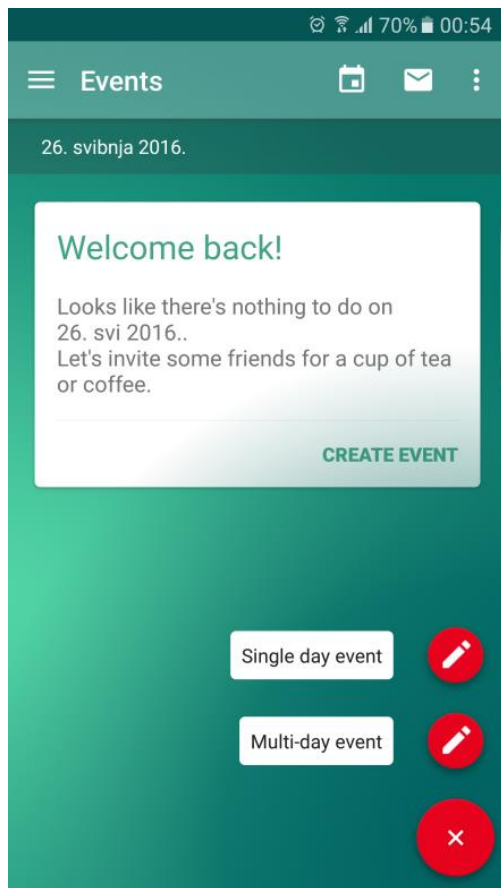 70% 00:54
Events
26. svibnja 2016.
Welcome back!
Looks like there's nothing to do on
26. svi 2016..
Let's invite some friends for a cup of tea
or coffee.
CREATE EVENT
Single day event
Multi-day event